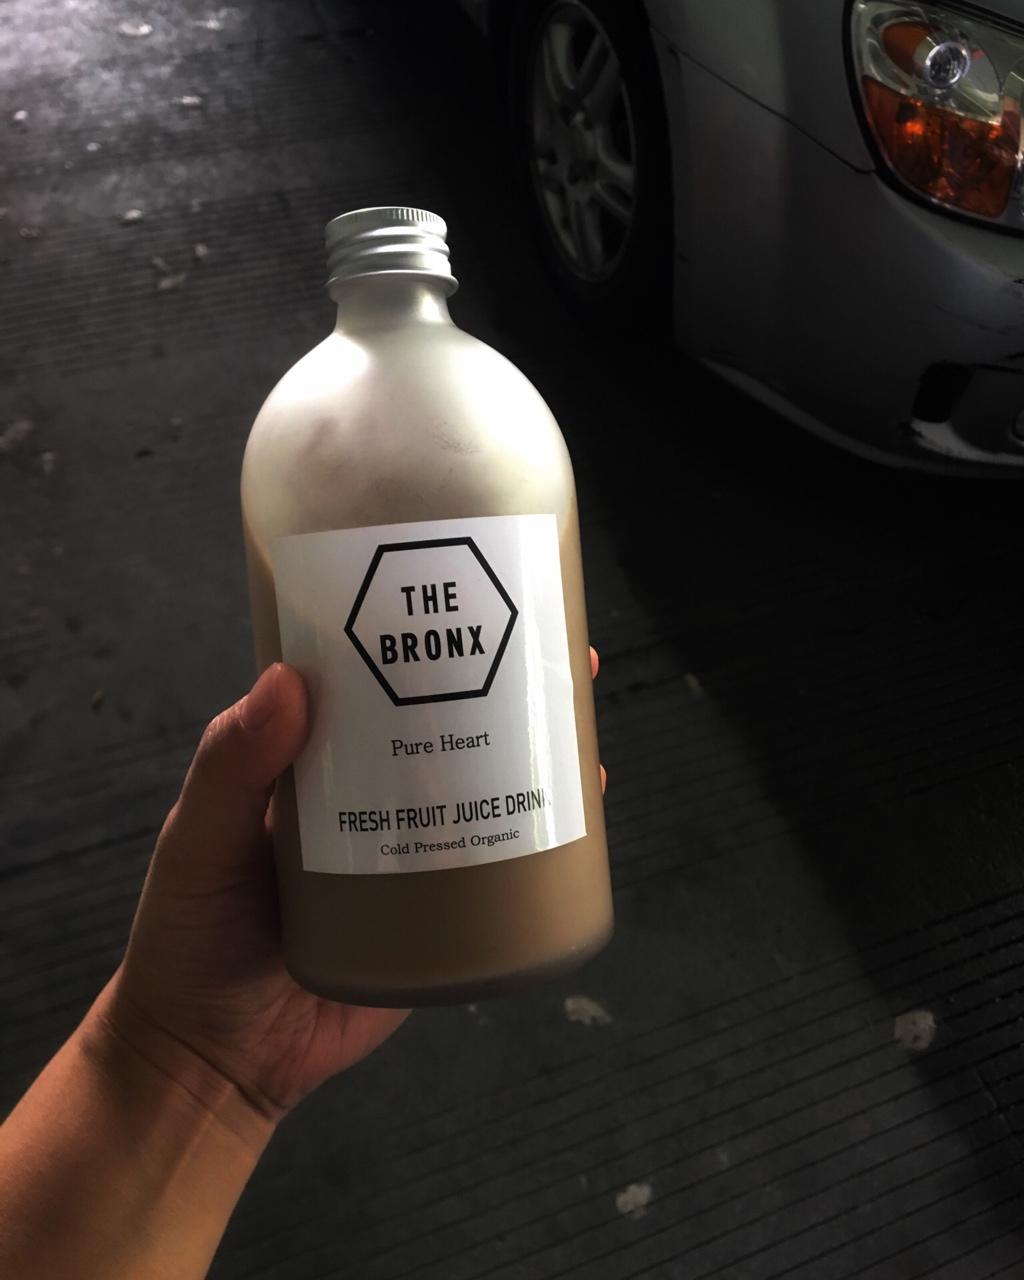 THE
BRONX
Pure Heart
FRESH FRUIT JUICE DRINK
Cold Pressed Organic